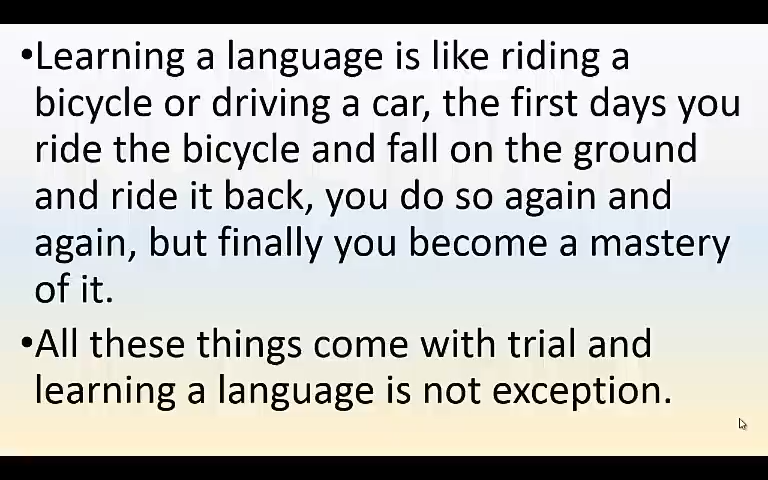 •Learning a language is like riding a
bicycle or driving a car, the first days you
ride the bicycle and fall on the ground
and ride it back, you do so again and
again, but finally you become a mastery
of it.
•All these things come with trial and
learning a language is not exception.